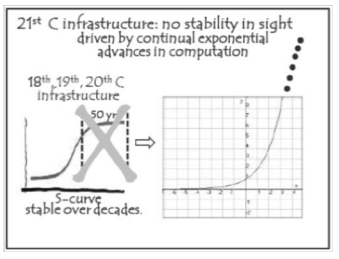 21st C infrastructure: no stability in sight
driven by continual exponential
advances in computation
18th, 19th, 20th C
infrastructure
50 yr
S-curve
stable over decades.